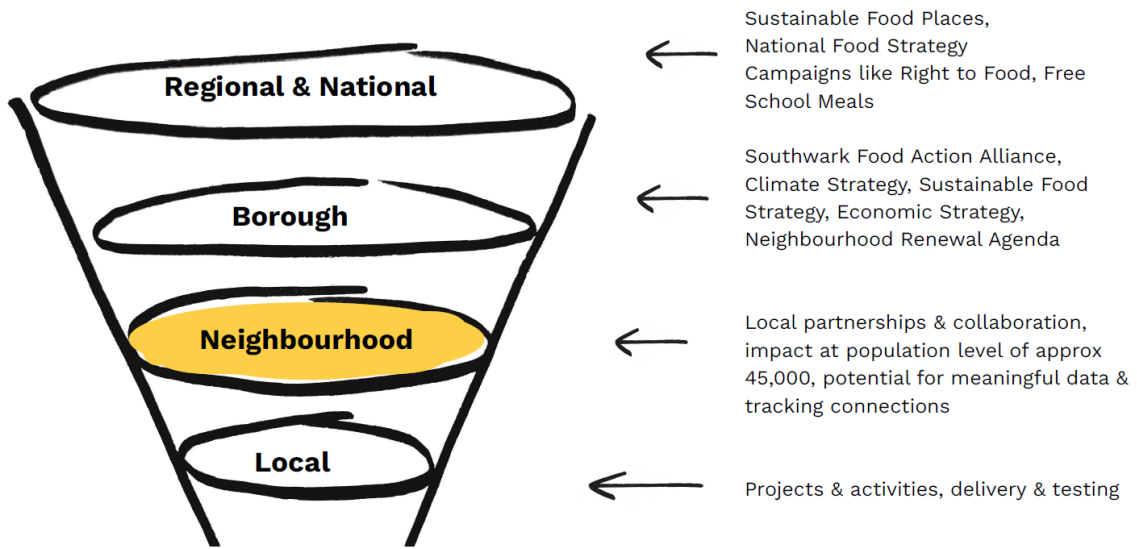 Regional & National
Sustainable Food Places,
National Food Strategy
Campaigns like Right to Food, Free
School Meals
Borough
Southwark Food Action Alliance,
Climate Strategy, Sustainable Food
Strategy, Economic Strategy,
Neighbourhood Renewal Agenda
Neighbourhood
Local partnerships & collaboration,
impact at population level of approx
45,000, potential for meaningful data &
tracking connections
Local
Projects & activities, delivery & testing